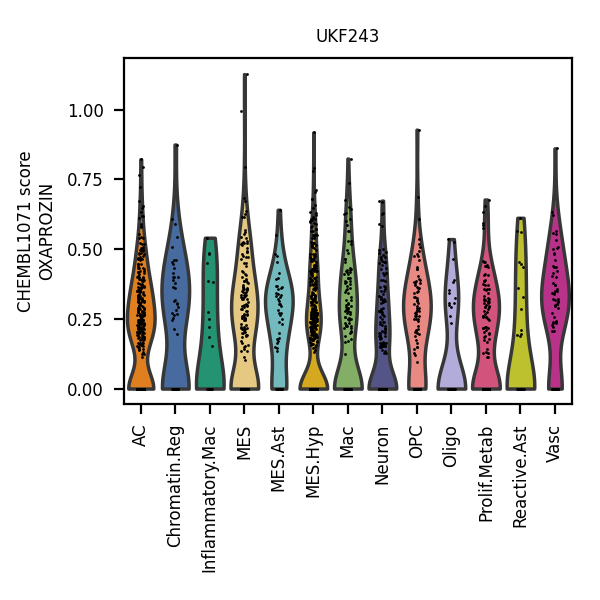 UKF243
CHEMBL1071 score
OXAPROZIN
1.00
0.75
0.50
0.25
0.00
AC
Chromatin.Reg
Inflammatory.Mac
MES
MES.Ast
MES.Hyp
Mac
Neuron
OPC
Oligo
Prolif.Metab
Reactive.Ast
Vasc